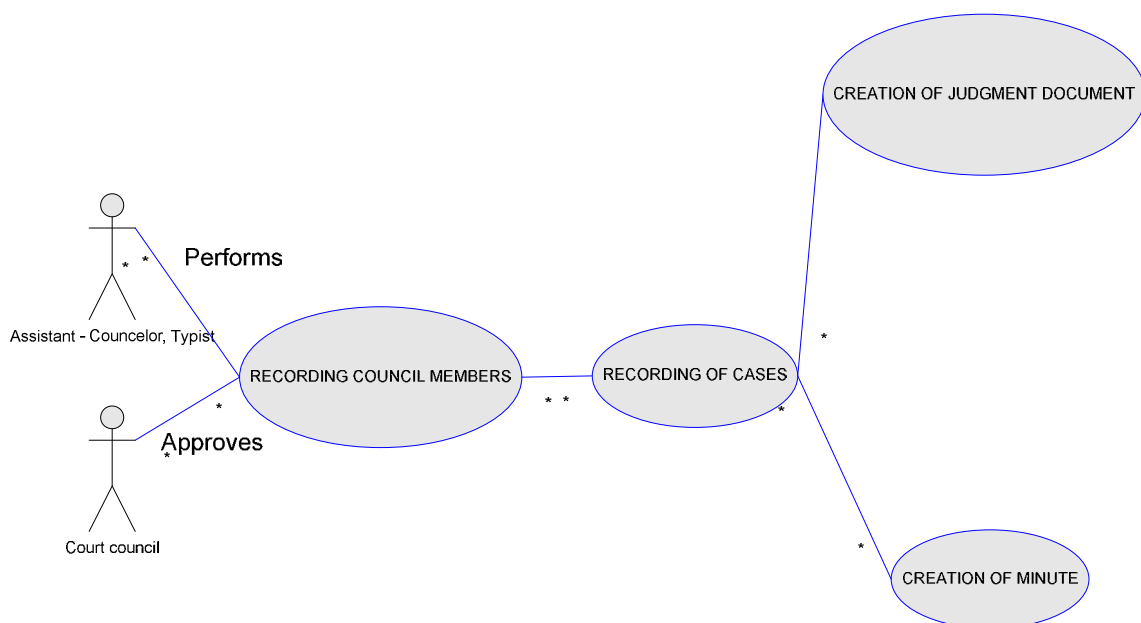 CREATION OF JUDGMENT DOCUMENT
* *
Performs
Assistant - Councelor, Typist
*
RECORDING COUNCIL MEMBERS
RECORDING OF CASES
* *
*
*
Approves
*
Court council
*
CREATION OF MINUTE